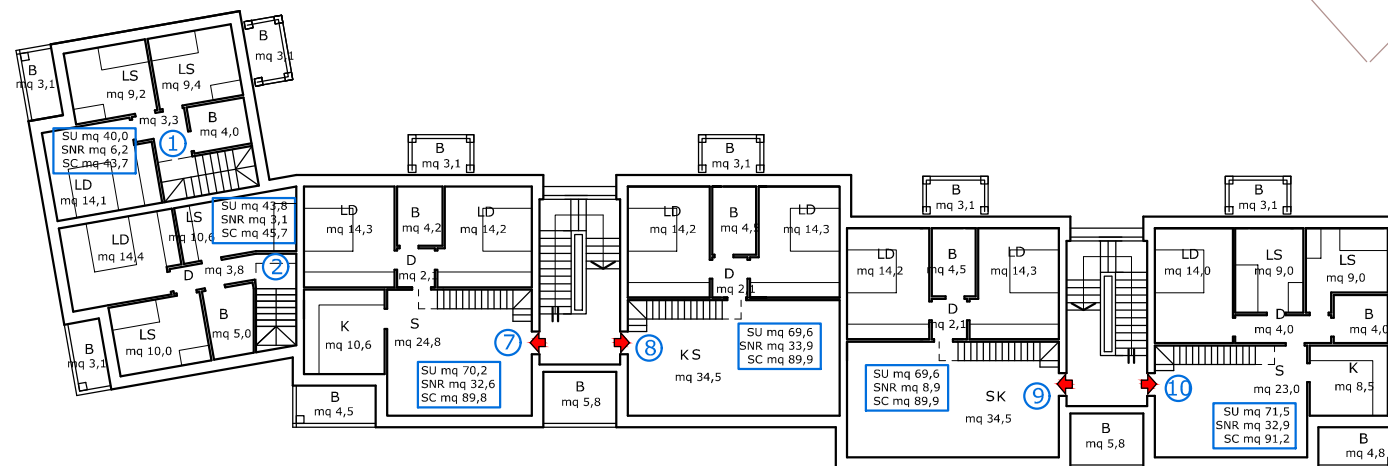 B
mq 3,1
LS
mq 9,2
LS
mq 9,4
B
mq 3,1
mq 3,3
B
mq 4,0
1
SU mq 40,0
SNR mq 6,2
SC mq 43,7
LD
mq 14,1
SU mq 43,8
SNR mq 3,1
SC mq 45,7
LS
mq 10,6
LD
mq 14,4
mq 3,8
2
D
B
mq 5,0
LS
mq 10,0
B
mq 3,1
B
mq 3,1
LD
mq 14,3
B
mq 4,2
LD
mq 14,2
D
K
mq 10,6
S
mq 24,8
7
SU mq 70,2
SNR mq 32,6
SC mq 89,8
B
mq 4,5
B
mq 5,8
B
mq 3,1
LD
mq 14,2
B
LD
mq 14,3
D
mq 2,1
8
KS
mq 34,5
SU mq 69,6
SNR mq 33,9
SC mq 89,9
B
mq 3,1
LD
mq 14,2
B
mq 4,5
LD
mq 14,3
D
mq 2,1
SU mq 69,6
SNR mq 8,9
SC mq 89,9
SK
mq 34,5
9
B
mq 5,8
B
mq 3,1
LD
mq 14,0
LS
mq 9,0
LS
mq 9,0
D
mq 4,0
B
mq 4,0
10
S
mq 23,0
K
mq 8,5
SU mq 71,5
SNR mq 32,9
SC mq 91,2
B
mq 4,8